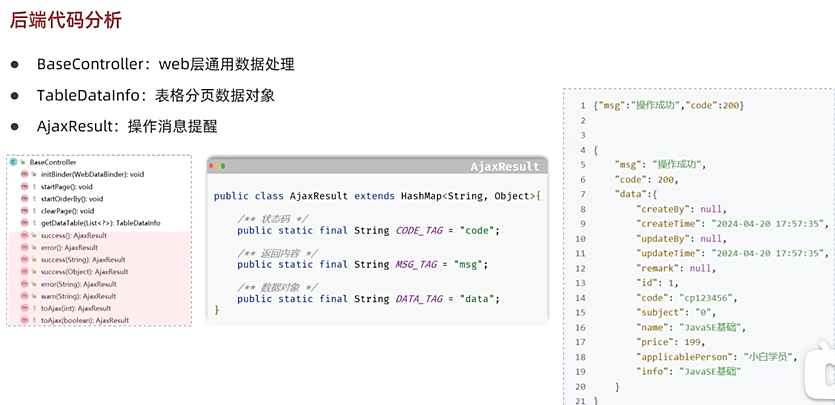 后端代码分析
BaseController：web层通用数据处理
TableDataInfo：表格分页数据对象
AjaxResult：操作消息提醒
BaseController
initBinder(WebDataBinder): void
startPage(): void
startOrderBy(): void
clearPage(): void
getDataTable(List<?>): TableDataInfo
success(): AjaxResult
error(): AjaxResult
success(String): AjaxResult
success(Object): AjaxResult
error(String): AjaxResult
warn(String): AjaxResult
toAjax(int): AjaxResult
toAjax(boolean): AjaxResult
AjaxResult
public class AjaxResult extends HashMap<String, Object>{
/** 状态码 */
public static final String CODE_TAG = "code";
/** 返回内容 */
public static final String MSG_TAG = "msg";
/** 数据对象 */
public static final String DATA_TAG = "data";
}
1 {"msg":"操作成功","code":200}
2
3
4 {
5 "msg": "操作成功",
6 "code": 200,
7 "data":{
8 "createBy": null,
9 "createTime": "2024-04-20 17:57:35",
10 "updateBy": null,
11 "updateTime": "2024-04-20 17:57:35",
12 "remark": null,
13 "id": 1,
14 "code": "cp123456",
15 "subject": "0",
16 "name": "JavaSE基础",
17 "price": 199,
18 "applicablePerson": "小白学员",
19 "info": "JavaSE基础"
20 }
21 }